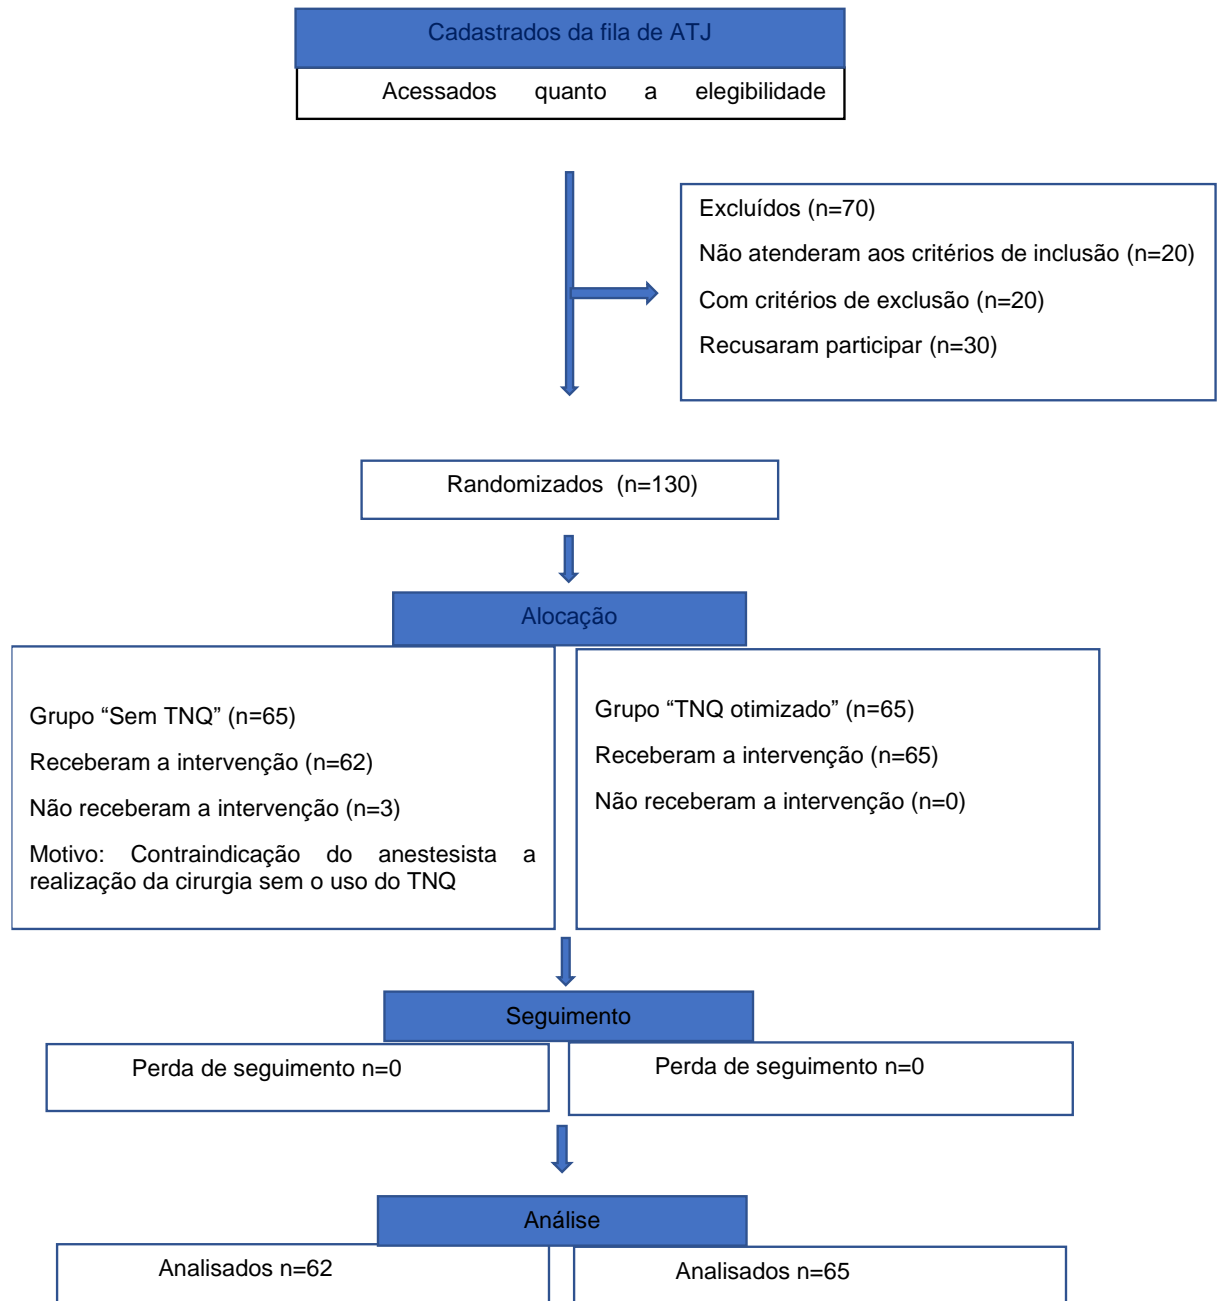 Cadastrados da fila de ATJ
Acessados quanto a elegibilidade
Excluídos (n=70)
Não atenderam aos critérios de inclusão (n=20)
Com critérios de exclusão (n=20)
Recusaram participar (n=30)
Randomizados (n=130)
Alocação
Grupo “Sem TNQ” (n=65)
Receberam a intervenção (n=62)
Não receberam a intervenção (n=3)
Motivo: Contraindicação do anestesista a
realização da cirurgia sem o uso do TNQ
Grupo “TNQ otimizado” (n=65)
Receberam a intervenção (n=65)
Não receberam a intervenção (n=0)
Seguimento
Perda de seguimento n=0
Perda de seguimento n=0
Análise
Analisados n=62
Analisados n=65